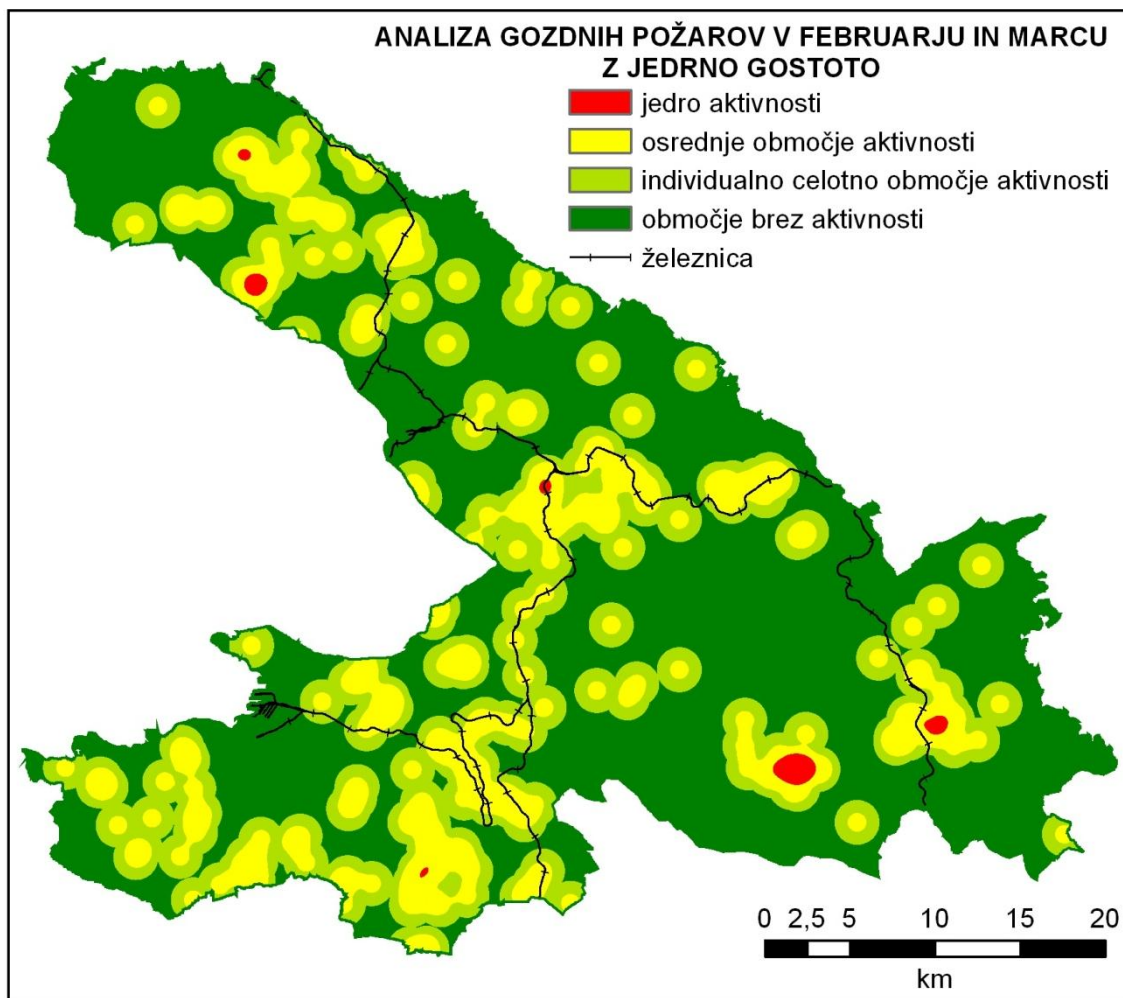 ANALIZA GOZDNIH POŽAROV V FEBRUARJU IN MARCU
Z JEDRNO GOSTOTO
jedro aktivnosti
osrednje območje aktivnosti
individualno celotno območje aktivnosti
območje brez aktivnosti
železnica
0 2,5 5 10 15 20
km